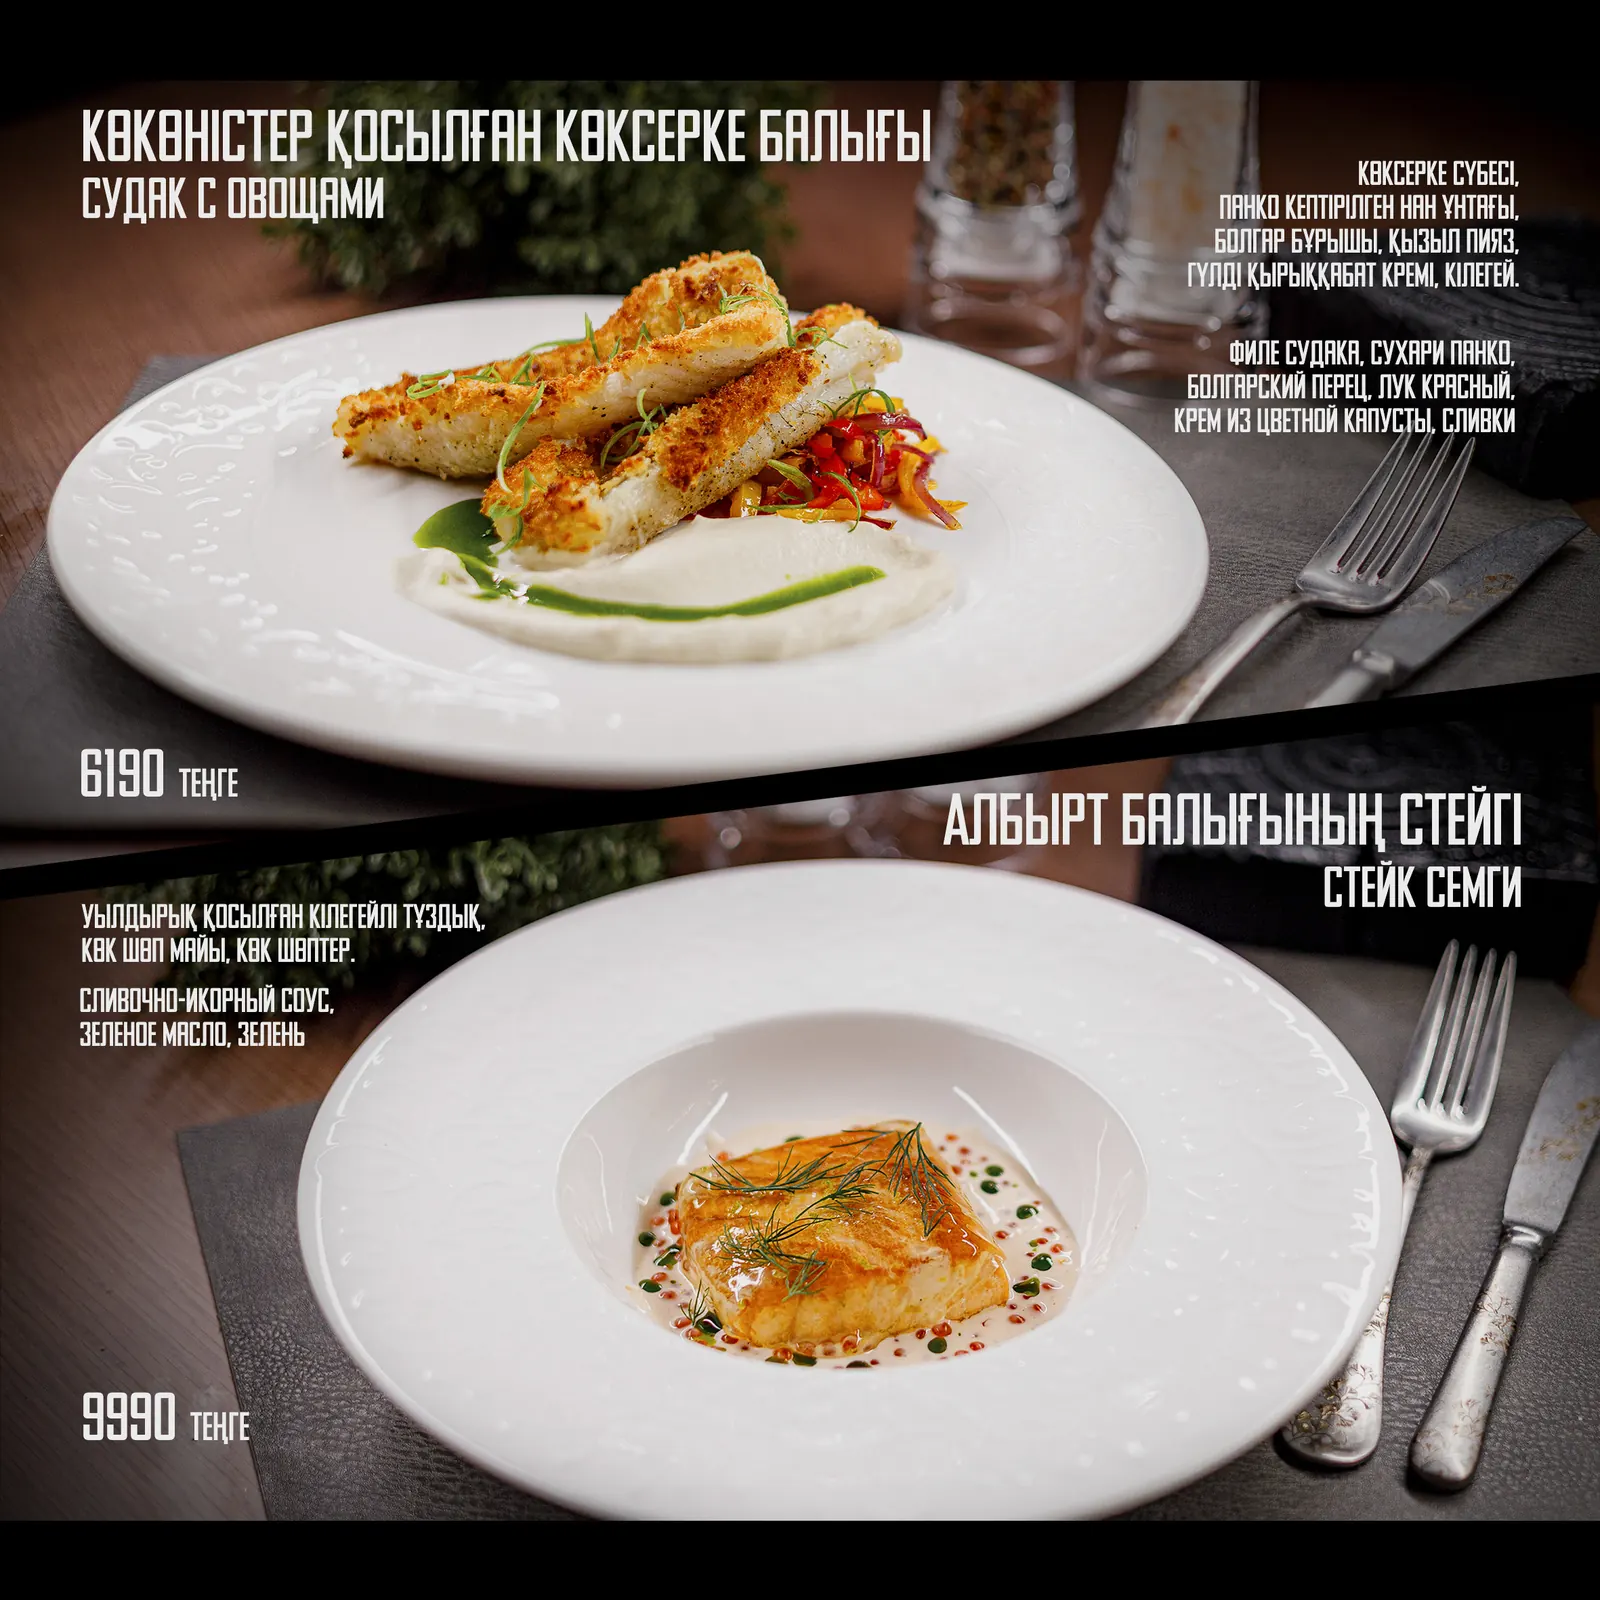 КӨКӨНІСТЕР ҚОСЫЛҒАН КӨКСЕРКЕ БАЛЫҒЫ
СУДАК С ОВОЩАМИ
КӨКСЕРКЕ СҮБЕСІ,
ПАНКО КЕПТІРІЛГЕН НАН ҰНТАҒЫ,
БОЛГАР БҰРЫШЫ, ҚЫЗЫЛ ПИЯЗ,
ГҮЛДІ ҚЫРЫҚҚАБАТ КРЕМІ, КІЛЕГЕЙ.
ФИЛЕ СУДАКА, СУХАРИ ПАНКО,
БОЛГАРСКИЙ ПЕРЕЦ, ЛУК КРАСНЫЙ,
КРЕМ ИЗ ЦВЕТНОЙ КАПУСТЫ, СЛИВКИ
6190 ТЕҢГЕ
АЛБЫРТ БАЛЫҒЫНЫҢ СТЕЙГІ
СТЕЙК СЕМГИ
УЫЛДЫРЫҚ ҚОСЫЛҒАН КІЛЕГЕЙЛІ ТҰЗДЫҚ,
КӨК ШӨП МАЙЫ, КӨК ШӨПТЕР.
СЛИВОЧНО-ИКОРНЫЙ СОУС,
ЗЕЛЕНОЕ МАСЛО, ЗЕЛЕНЬ
9990 ТЕҢГЕ